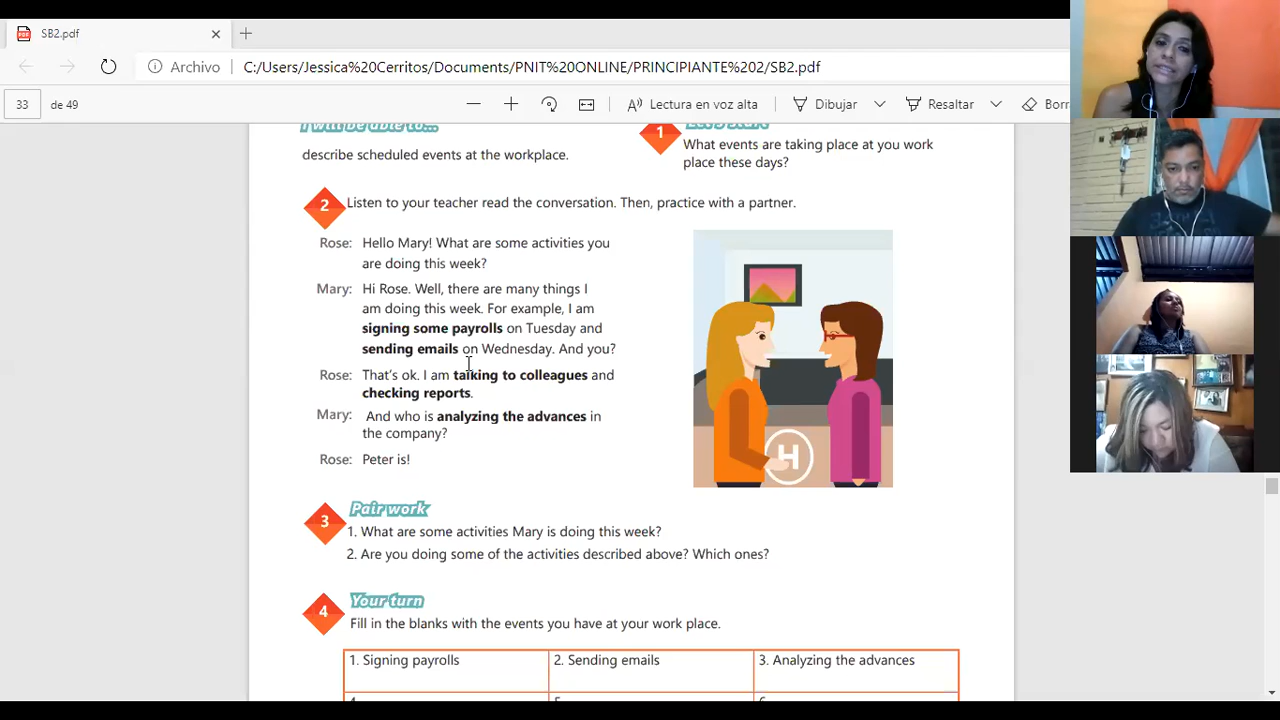 SB2.pdf
Archivo
C:/Users/Jessica%20Cerritos/Documents/PNIT%20ONLINE/PRINCIPIANTE%202/SB2.pdf
33 de 49
Lectura en voz alta
Dibujar
Resaltar
Borr
I will be able to...
describe scheduled events at the workplace.
1
Let's start
What events are taking place at you work
place these days?
2
Listen to your teacher read the conversation. Then, practice with a partner.
Rose: Hello Mary! What are some activities you
are doing this week?
Mary: Hi Rose. Well, there are many things I
am doing this week. For example, I am
signing some payrolls on Tuesday and
sending emails on Wednesday. And you?
Rose: That's ok. I am talking to colleagues and
checking reports.
Mary: And who is analyzing the advances in
the company?
Rose: Peter is!
H
3
Pair work
1. What are some activities Mary is doing this week?
2. Are you doing some of the activities described above? Which ones?
4
Your turn
Fill in the blanks with the events you have at your work place.
1. Signing payrolls
2. Sending emails
3. Analyzing the advances